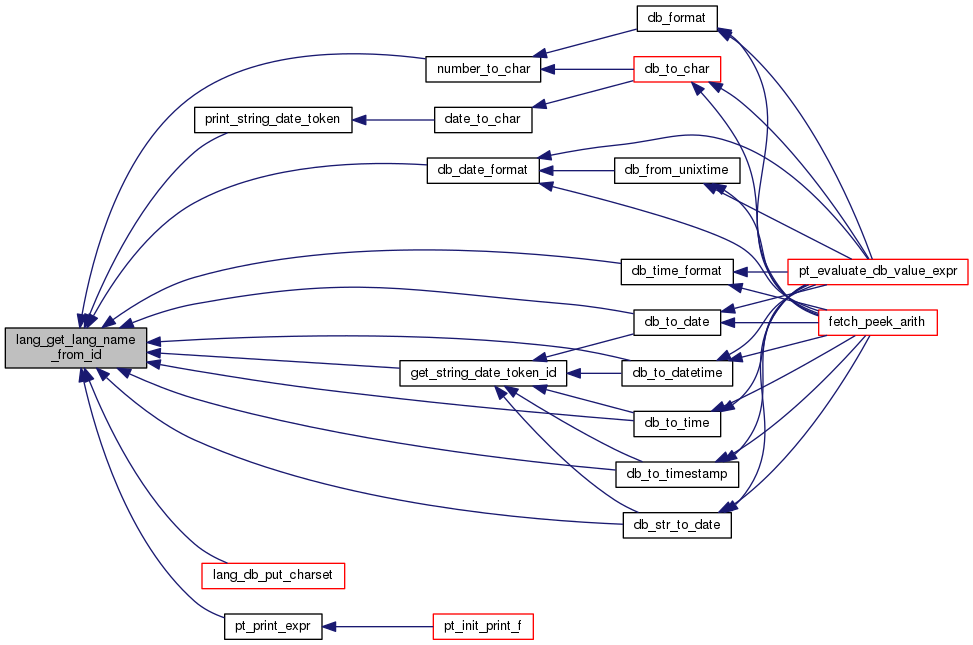 db_format
number_to_char
db_to_char
print_string_date_token
date_to_char
db_date_format
db_from_unixtime
db_time_format
pt_evaluate_db_value_expr
db_to_date
fetch_peek_arith
lang_get_lang_name
_from_id
get_string_date_token_id
db_to_datetime
db_to_time
db_to_timestamp
db_str_to_date
lang_db_put_charset
pt_print_expr
pt_init_print_f